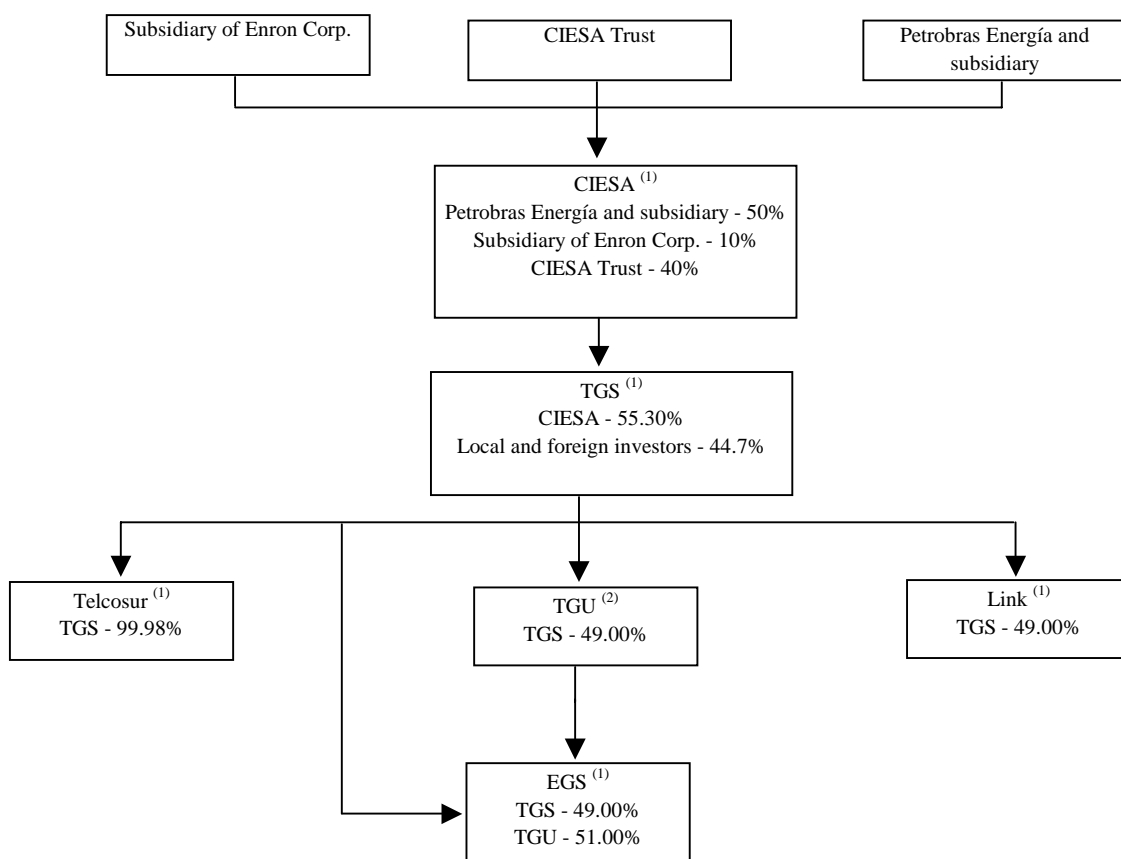 Subsidiary of Enron Corp.
CIESA Trust
Petrobras Energía and
subsidiary
CIESA (1)
Petrobras Energía and subsidiary - 50%
Subsidiary of Enron Corp. - 10%
CIESA Trust - 40%
TGS (1)
CIESA - 55.30%
Local and foreign investors - 44.7%
Telcosur (1)
TGS - 99.98%
TGU (2)
TGS - 49.00%
Link (1)
TGS - 49.00%
EGS (1)
TGS - 49.00%
TGU - 51.00%